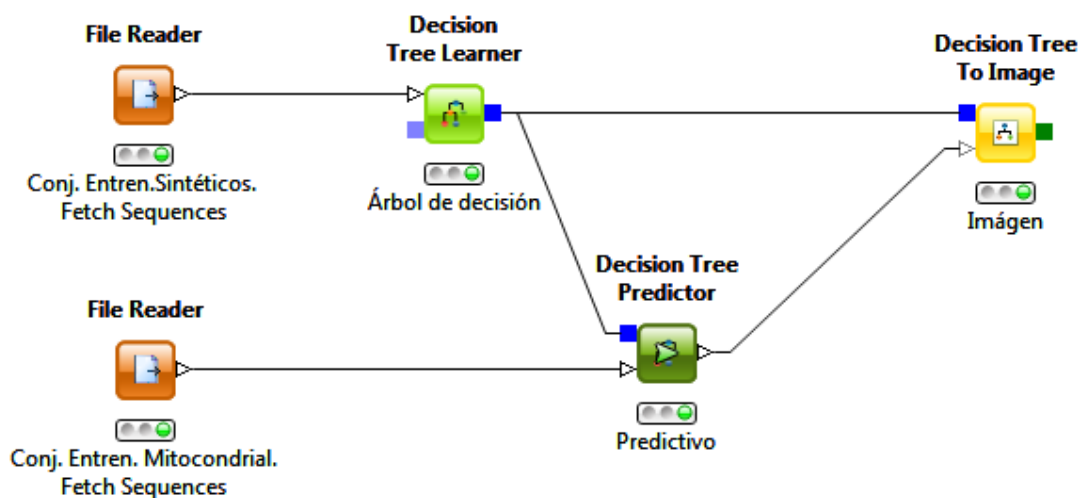 File Reader
Conj. Entren.Sintéticos.
Fetch Sequences
Decision
Tree Learner
Árbol de decisión
Decision Tree
To Image
Imágen
Decision Tree
Predictor
Predictivo
File Reader
Conj. Entren. Mitocondrial.
Fetch Sequences